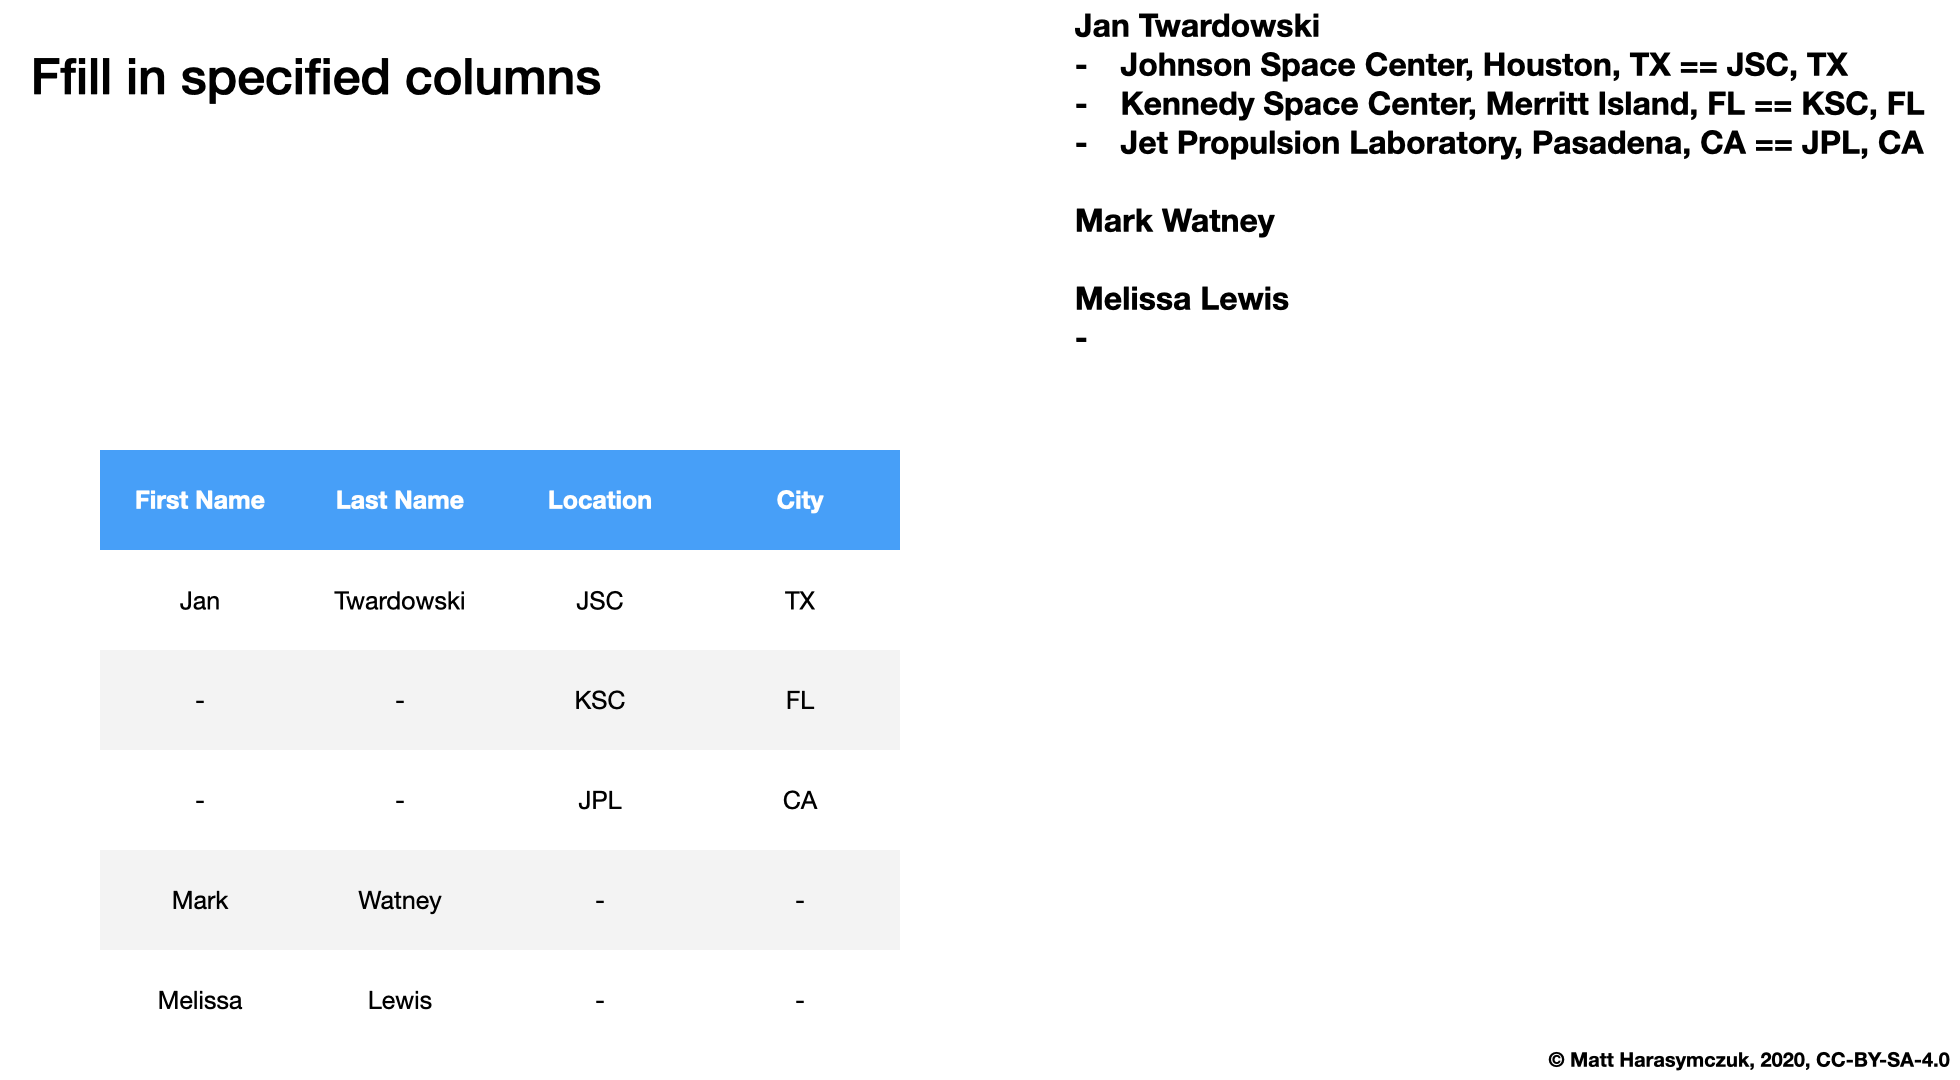 Ffill in specified columns
Jan Twardowski
- Johnson Space Center, Houston, TX == JSC, TX
- Kennedy Space Center, Merritt Island, FL == KSC, FL
- Jet Propulsion Laboratory, Pasadena, CA == JPL, CA
Mark Watney
Melissa Lewis
-
First Name Last Name Location City
Jan Twardowski JSC TX
- - KSC FL
- - JPL CA
Mark Watney - -
Melissa Lewis - -
© Matt Harasymczuk, 2020, CC-BY-SA-4.0